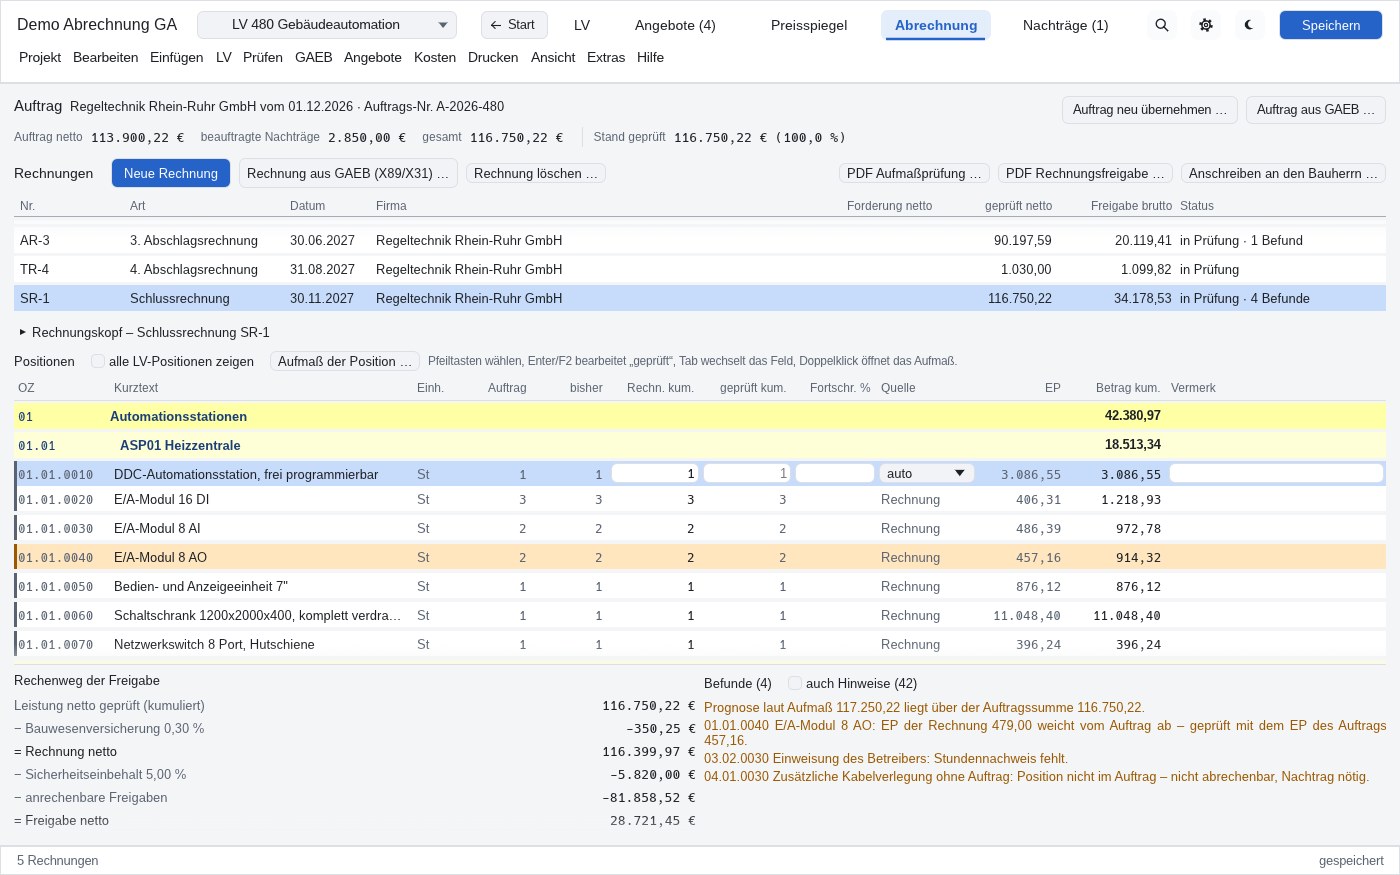 Demo Abrechnung GA LV 480 Gebäudeautomation ← Start LV Angebote (4) Preisspiegel Abrechnung Nachträge (1) Speichern
Projekt Bearbeiten Einfügen LV Prüfen GAEB Angebote Kosten Drucken Ansicht Extras Hilfe
Auftrag Regeltechnik Rhein-Ruhr GmbH vom 01.12.2026 · Auftrags-Nr. A-2026-480 Auftrag neu übernehmen … Auftrag aus GAEB …
Auftrag netto 113.900,22 € beauftragte Nachträge 2.850,00 € gesamt 116.750,22 € Stand geprüft 116.750,22 € (100,0 %)
Rechnungen Neue Rechnung Rechnung aus GAEB (X89/X31) … Rechnung löschen … PDF Aufmaßprüfung … PDF Rechnungsfreigabe … Anschreiben an den Bauherrn …
Nr. Art Datum Firma Forderung netto geprüft netto Freigabe brutto Status
AR-3 3. Abschlagsrechnung 30.06.2027 Regeltechnik Rhein-Ruhr GmbH 90.197,59 20.119,41 in Prüfung · 1 Befund
TR-4 4. Abschlagsrechnung 31.08.2027 Regeltechnik Rhein-Ruhr GmbH 1.030,00 1.099,82 in Prüfung
SR-1 Schlussrechnung 30.11.2027 Regeltechnik Rhein-Ruhr GmbH 116.750,22 34.178,53 in Prüfung · 4 Befunde
▸ Rechnungskopf – Schlussrechnung SR-1
Positionen alle LV-Positionen zeigen Aufmaß der Position … Pfeiltasten wählen, Enter/F2 bearbeitet „geprüft“, Tab wechselt das Feld, Doppelklick öffnet das Aufmaß.
OZ Kurztext Einh. Auftrag bisher Rechn. kum. geprüft kum. Fortschr. % Quelle EP Betrag kum. Vermerk
01 Automationsstationen 42.380,97
01.01 ASP01 Heizzentrale 18.513,34
01.01.0010 DDC-Automationsstation, frei programmierbar St 1 1 1 1 auto 3.086,55 3.086,55
01.01.0020 E/A-Modul 16 DI St 3 3 3 3 Rechnung 406,31 1.218,93
01.01.0030 E/A-Modul 8 AI St 2 2 2 2 Rechnung 486,39 972,78
01.01.0040 E/A-Modul 8 AO St 2 2 2 2 Rechnung 457,16 914,32
01.01.0050 Bedien- und Anzeigeeinheit 7" St 1 1 1 1 Rechnung 876,12 876,12
01.01.0060 Schaltschrank 1200x2000x400, komplett verdra… St 1 1 1 1 Rechnung 11.048,40 11.048,40
01.01.0070 Netzwerkswitch 8 Port, Hutschiene St 1 1 1 1 Rechnung 396,24 396,24
Rechenweg der Freigabe
Leistung netto geprüft (kumuliert) 116.750,22 €
− Bauwesenversicherung 0,30 % −350,25 €
= Rechnung netto 116.399,97 €
− Sicherheitseinbehalt 5,00 % −5.820,00 €
− anrechenbare Freigaben −81.858,52 €
= Freigabe netto 28.721,45 €
Befunde (4) auch Hinweise (42)
Prognose laut Aufmaß 117.250,22 liegt über der Auftragssumme 116.750,22.
01.01.0040 E/A-Modul 8 AO: EP der Rechnung 479,00 weicht vom Auftrag ab – geprüft mit dem EP des Auftrags
457,16.
03.02.0030 Einweisung des Betreibers: Stundennachweis fehlt.
04.01.0030 Zusätzliche Kabelverlegung ohne Auftrag: Position nicht im Auftrag – nicht abrechenbar, Nachtrag nötig.
5 Rechnungen gespeichert